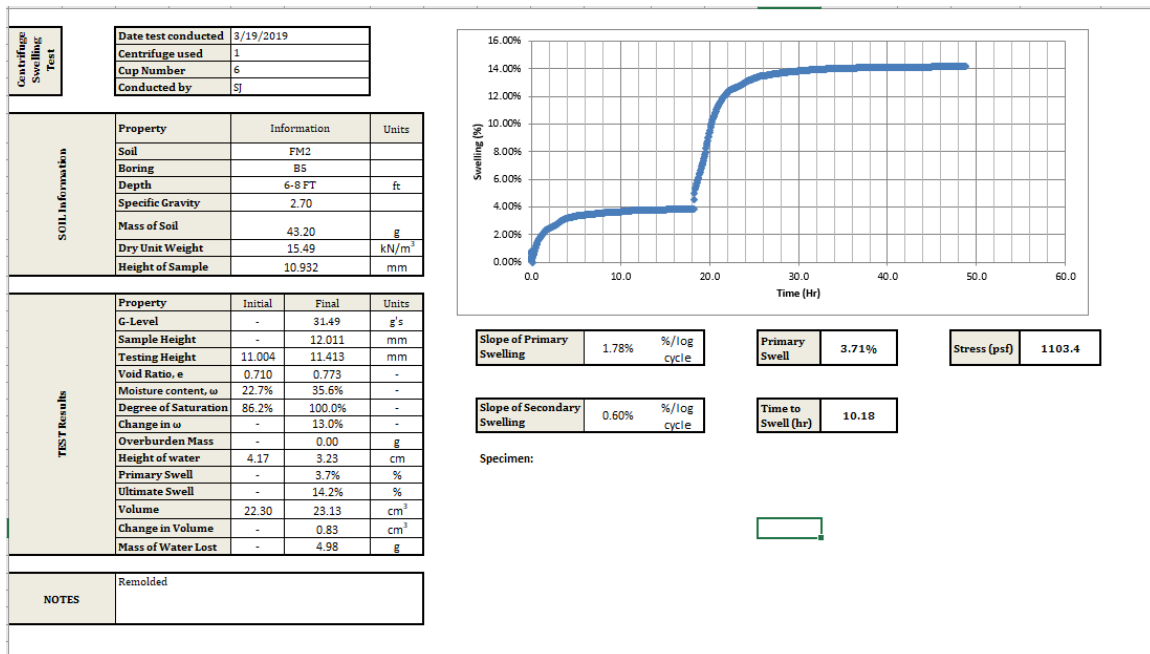 Centrifuge
Swelling
Test
Date test conducted 3/19/2019
Centrifuge used 1
Cup Number 6
Conducted by SJ
SOIL Information
Property Information Units
Soil FM2
Boring B5
Depth 6-8 FT ft
Specific Gravity 2.70
Mass of Soil 43.20 g
Dry Unit Weight 15.49 kN/m³
Height of Sample 10.932 mm
TEST Results
Property Initial Final Units
G-Level - 31.49 g's
Sample Height - 12.011 mm
Testing Height 11.004 11.413 mm
Void Ratio, e 0.710 0.773 -
Moisture content, ω 22.7% 35.6% -
Degree of Saturation 86.2% 100.0% -
Change in ω - 13.0% -
Overburden Mass - 0.00 g
Height of water 4.17 3.23 cm
Primary Swell - 3.7% %
Ultimate Swell - 14.2% %
Volume 22.30 23.13 cm³
Change in Volume - 0.83 cm³
Mass of Water Lost - 4.98 g
NOTES
Remolded
Swelling (%)
16.00%
14.00%
12.00%
10.00%
8.00%
6.00%
4.00%
2.00%
0.00%
0.0 10.0 20.0 30.0 40.0 50.0 60.0
Time (Hr)
Slope of Primary
Swelling
1.78%
%/log
cycle
Primary
Swell
3.71%
Stress (psf) 1103.4
Slope of Secondary
Swelling
0.60%
%/log
cycle
Time to
Swell (hr)
10.18
Specimen: